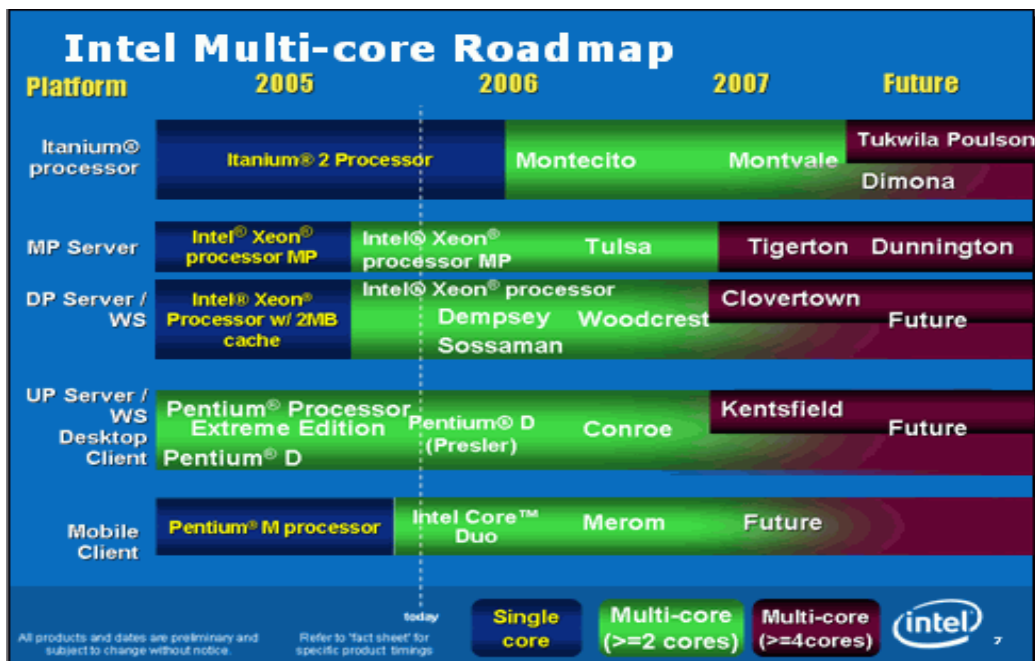 Intel Multi-core Roadmap
Platform 2005 2006 2007 Future
Itanium®
processor
Itanium® 2 Processor
Montecito
Montvale
Tukwila Poulson
Dimona
MP Server
Intel® Xeon®
processor MP
Intel® Xeon®
processor MP
Tulsa
Tigerton
Dunnington
DP Server /
WS
Intel® Xeon®
Processor w/ 2MB
cache
Intel® Xeon® processor
Dempsey
Woodcrest
Sossaman
Clovertown
Future
UP Server /
WS
Desktop
Client
Pentium® Processor
Extreme Edition
Pentium® D
Pentium® D
(Presler)
Conroe
Kentsfield
Future
Mobile
Client
Pentium® M processor
Intel Core™
Duo
Merom
Future
today
All products and dates are preliminary and
subject to change without notice.
Refer to 'fact sheet' for
specific product timings
Single
core
Multi-core
(>=2 cores)
Multi-core
(>=4cores)
intel®
7